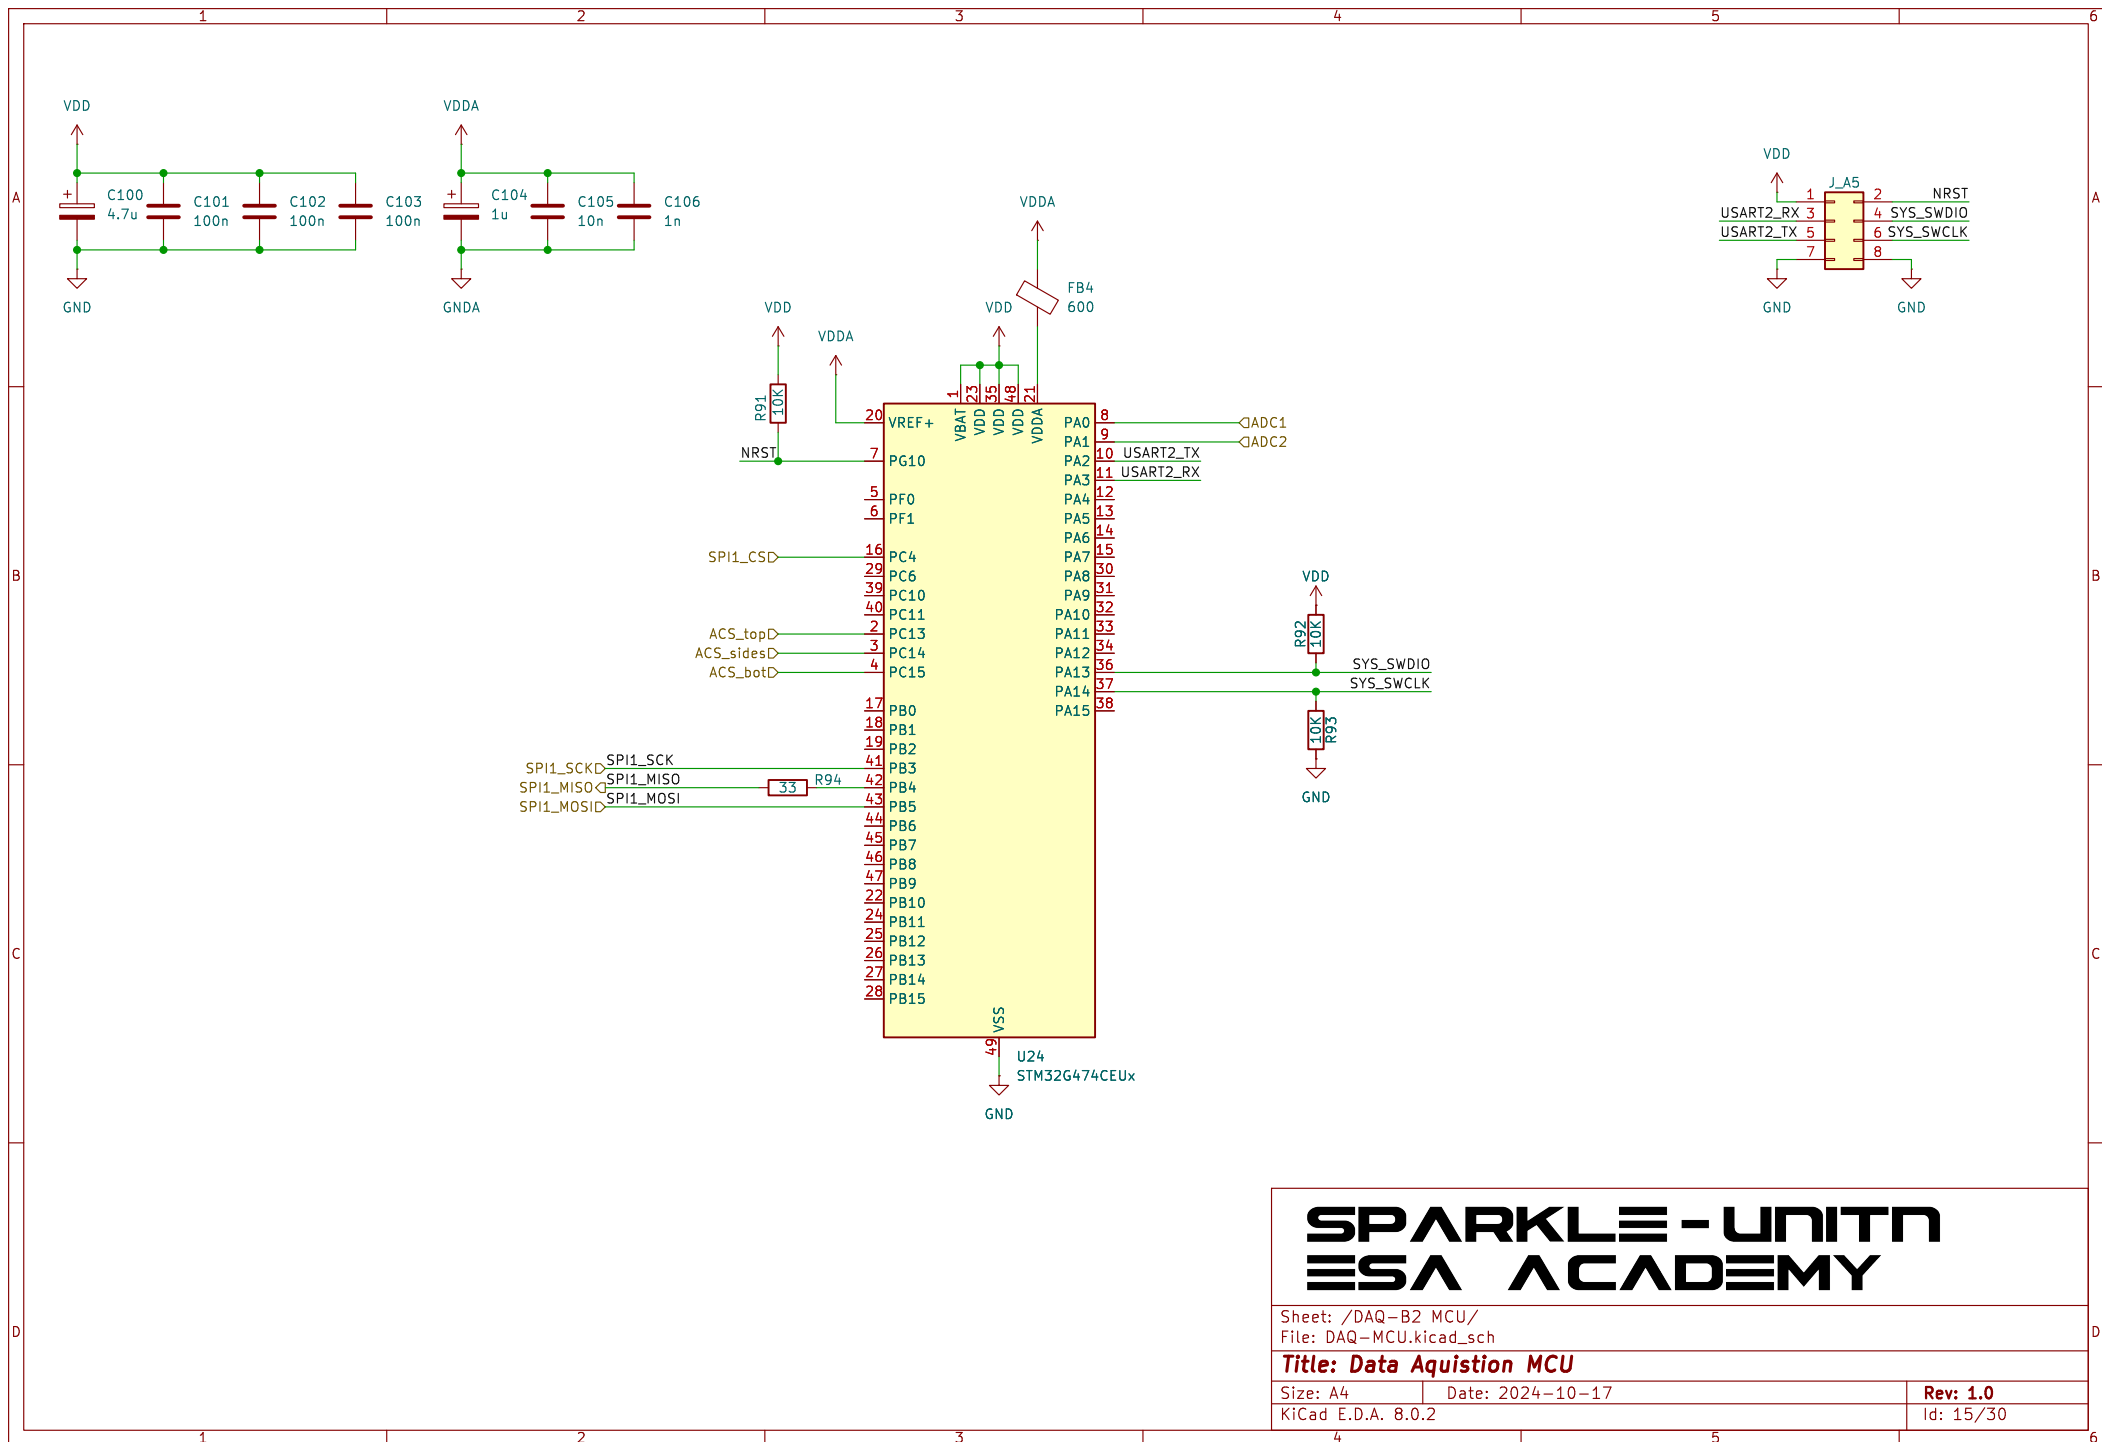 1 2 3 4 5 6
A
B
C
D
A
B
C
D
1 2 3 4 5 6
VDD
C100
4.7u
C101
100n
C102
100n
C103
100n
GND
VDDA
C104
1u
C105
10n
C106
1n
GNDA
VDD
J_A5
1 2 NRST
USART2_RX 3 4 SYS_SWDIO
USART2_TX 5 6 SYS_SWCLK
7 8
GND GND
VDDA
FB4
600
VDD
VDDA
VDD
R91
10K
NRST
1 23 35 48 21
VBAT VDD VDD VDD VDDA
20 VREF+
7 PG10
5 PF0
6 PF1
SPI1_CS 16 PC4
29 PC6
39 PC10
40 PC11
ACS_top 2 PC13
ACS_sides 3 PC14
ACS_bot 4 PC15
17 PB0
18 PB1
19 PB2
SPI1_SCK SPI1_SCK 41 PB3
SPI1_MISO SPI1_MISO 33 R94 42 PB4
SPI1_MOSI SPI1_MOSI 43 PB5
44 PB6
45 PB7
46 PB8
47 PB9
22 PB10
24 PB11
25 PB12
26 PB13
27 PB14
28 PB15
PA0 8 ADC1
PA1 9 ADC2
PA2 10 USART2_TX
PA3 11 USART2_RX
PA4 12
PA5 13
PA6 14
PA7 15
PA8 30
PA9 31
PA10 32
PA11 33
PA12 34
PA13 36 SYS_SWDIO
PA14 37 SYS_SWCLK
PA15 38
VDD
R92
10K
10K
R93
GND
VSS
49
U24
STM32G474CEUx
GND
SPARKLE-UNITN
ESA ACADEMY
Sheet: /DAQ-B2 MCU/
File: DAQ-MCU.kicad_sch
Title: Data Aquistion MCU
Size: A4 Date: 2024-10-17 Rev: 1.0
KiCad E.D.A. 8.0.2 Id: 15/30